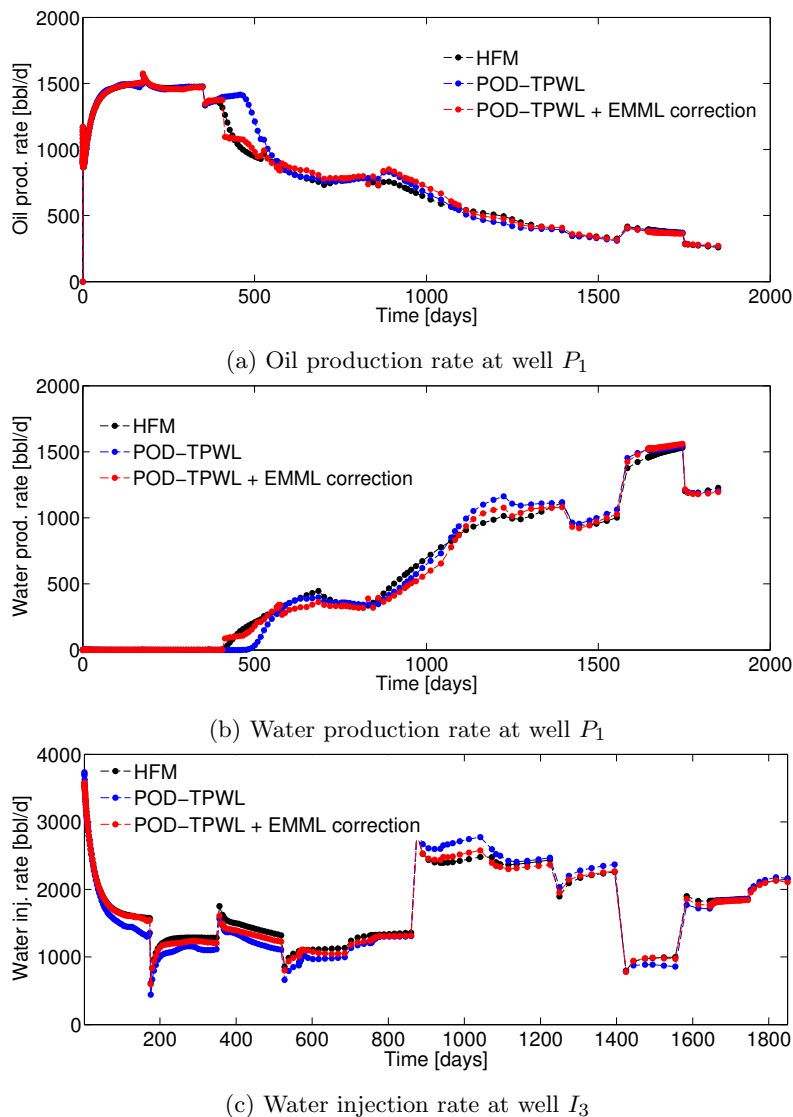 2000
1500
1000
500
0
Oil prod. rate [bbl/d]
HFM
POD−TPWL
POD−TPWL + EMML correction
0 500 1000 1500 2000
Time [days]
(a) Oil production rate at well P1
2000
1500
1000
500
0
Water prod. rate [bbl/d]
HFM
POD−TPWL
POD−TPWL + EMML correction
0 500 1000 1500 2000
Time [days]
(b) Water production rate at well P1
4000
3000
2000
1000
0
Water inj. rate [bbl/d]
HFM
POD−TPWL
POD−TPWL + EMML correction
200 400 600 800 1000 1200 1400 1600 1800
Time [days]
(c) Water injection rate at well I3